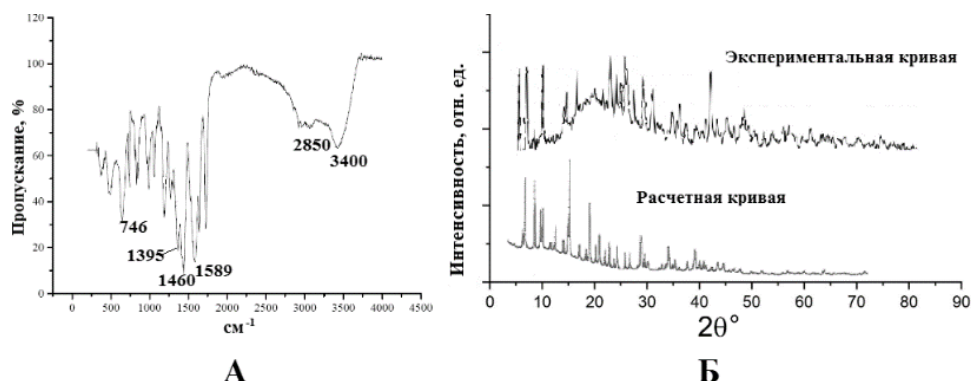 Пропускание, %
120
100
80
60
40
20
0
2850
3400
746
1395
1460
1589
0 500 1000 1500 2000 2500 3000 3500 4000 4500
см-1
А
Интенсивность, отн. ед.
Экспериментальная кривая
Расчетная кривая
0 10 20 30 40 50 60 70 80 90
2θ°
Б